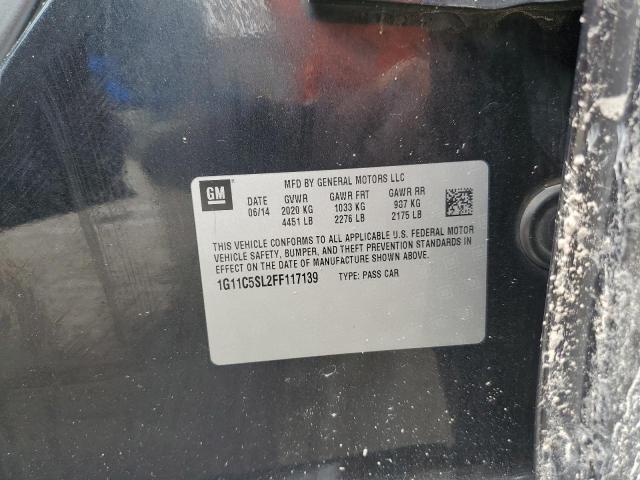 GM
MFD BY GENERAL MOTORS LLC
DATE GVWR GAWR FRT GAWR RR
06/14 2020 KG 1033 KG 987 KG
4451 LB 2276 LB 2175 LB
THIS VEHICLE CONFORMS TO ALL APPLICABLE U.S. FEDERAL MOTOR
VEHICLE SAFETY, BUMPER, AND THEFT PREVENTION STANDARDS IN
EFFECT ON THE DATE OF MANUFACTURE SHOWN ABOVE.
1G11C5SL2FF117139 TYPE: PASS CAR